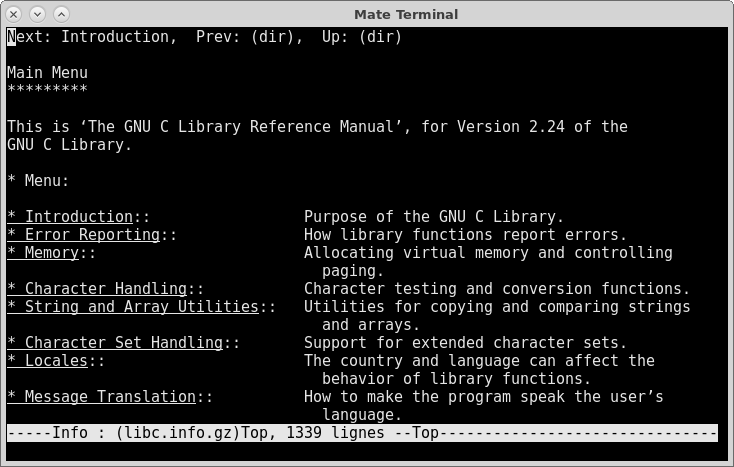 Mate Terminal
Next: Introduction,  Prev: (dir),  Up: (dir)
Main Menu
*********
This is ‘The GNU C Library Reference Manual’, for Version 2.24 of the
GNU C Library.
* Menu:
* Introduction::                 Purpose of the GNU C Library.
* Error Reporting::              How library functions report errors.
* Memory::                       Allocating virtual memory and controlling
                                   paging.
* Character Handling::           Character testing and conversion functions.
* String and Array Utilities::   Utilities for copying and comparing strings
                                   and arrays.
* Character Set Handling::       Support for extended character sets.
* Locales::                      The country and language can affect the
                                   behavior of library functions.
* Message Translation::          How to make the program speak the user’s
                                   language.
-----Info : (libc.info.gz)Top, 1339 lignes --Top-------------------------------